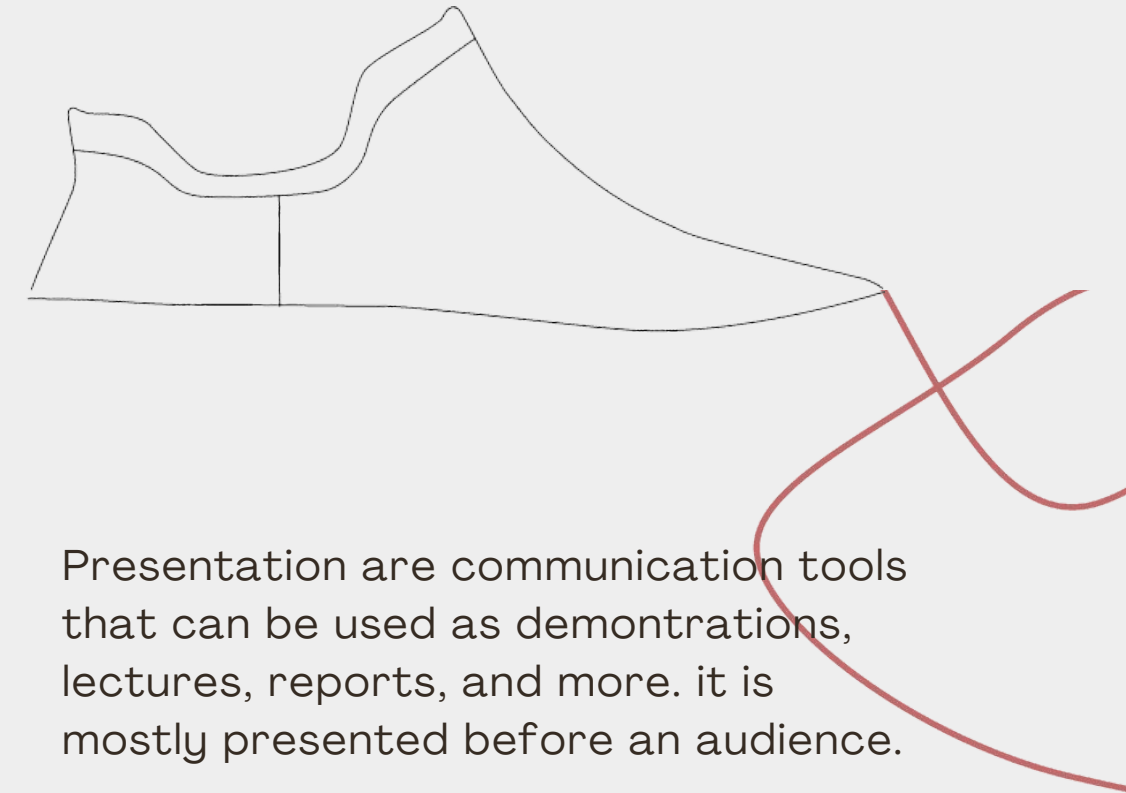 Presentation are communication tools
that can be used as demontrations,
lectures, reports, and more. it is
mostly presented before an audience.